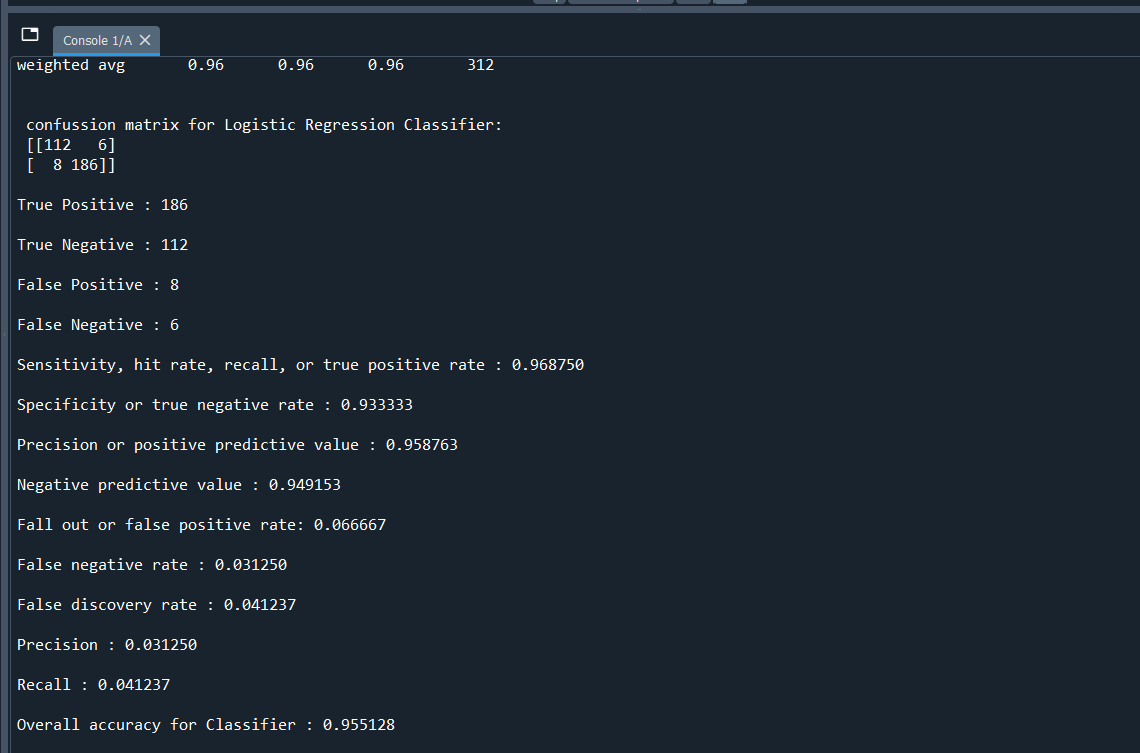 Console 1/A
weighted avg 0.96 0.96 0.96 312
confussion matrix for Logistic Regression Classifier:
[[112 6]
[ 8 186]]
True Positive : 186
True Negative : 112
False Positive : 8
False Negative : 6
Sensitivity, hit rate, recall, or true positive rate : 0.968750
Specificity or true negative rate : 0.933333
Precision or positive predictive value : 0.958763
Negative predictive value : 0.949153
Fall out or false positive rate: 0.066667
False negative rate : 0.031250
False discovery rate : 0.041237
Precision : 0.031250
Recall : 0.041237
Overall accuracy for Classifier : 0.955128